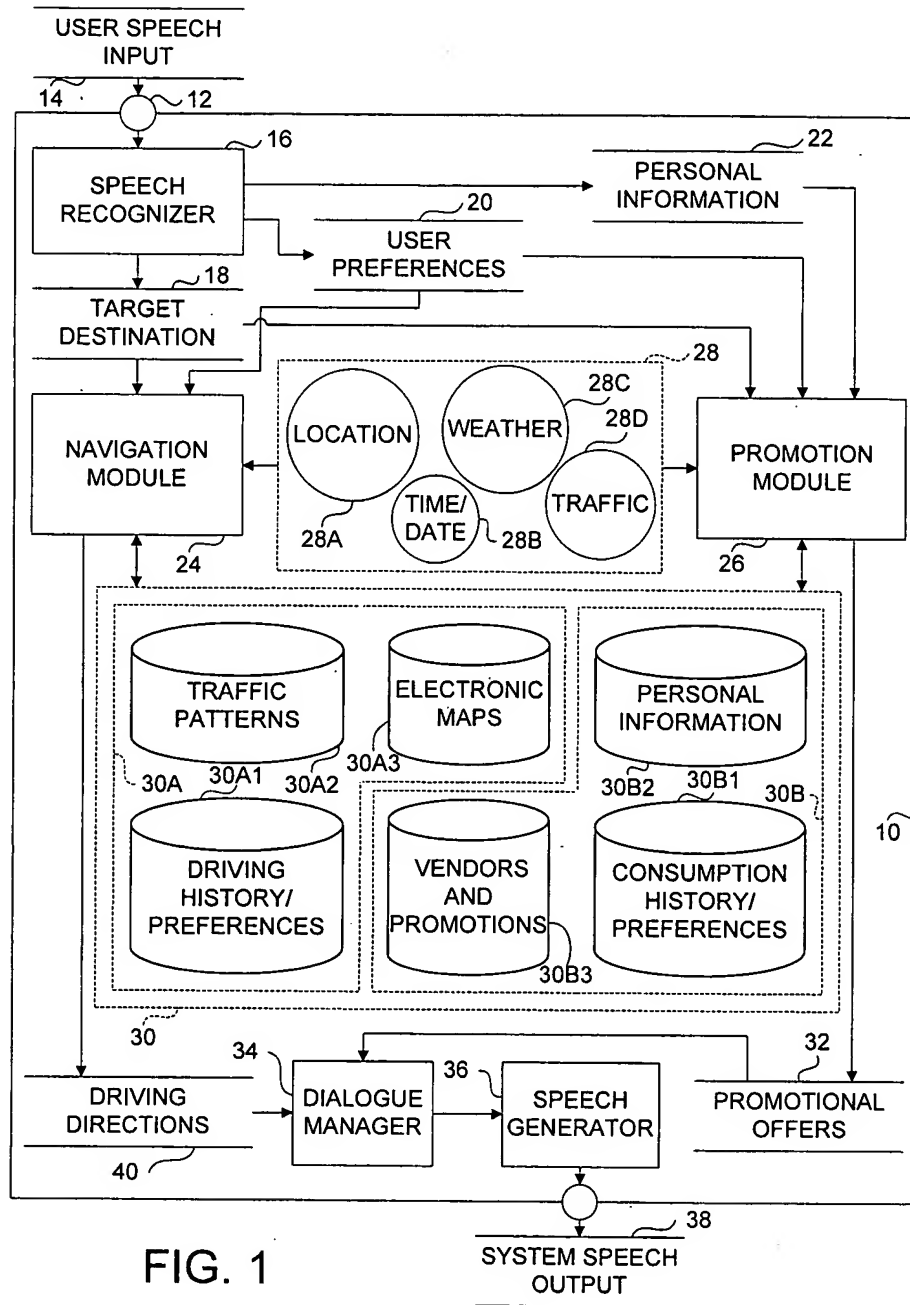 USER SPEECH
INPUT
14
12
16
SPEECH
RECOGNIZER
22
PERSONAL
INFORMATION
20
USER
PREFERENCES
18
TARGET
DESTINATION
28
NAVIGATION
MODULE
24
LOCATION
28A
TIME/
DATE
28B
WEATHER
28C
28D
TRAFFIC
PROMOTION
MODULE
26
TRAFFIC
PATTERNS
ELECTRONIC
MAPS
PERSONAL
INFORMATION
30A
30A1
30A2
30A3
30B2
30B1
30B
10
DRIVING
HISTORY/
PREFERENCES
VENDORS
AND
PROMOTIONS
30B3
CONSUMPTION
HISTORY/
PREFERENCES
30
34
36
32
DRIVING
DIRECTIONS
40
DIALOGUE
MANAGER
SPEECH
GENERATOR
PROMOTIONAL
OFFERS
38
SYSTEM SPEECH
OUTPUT
FIG. 1